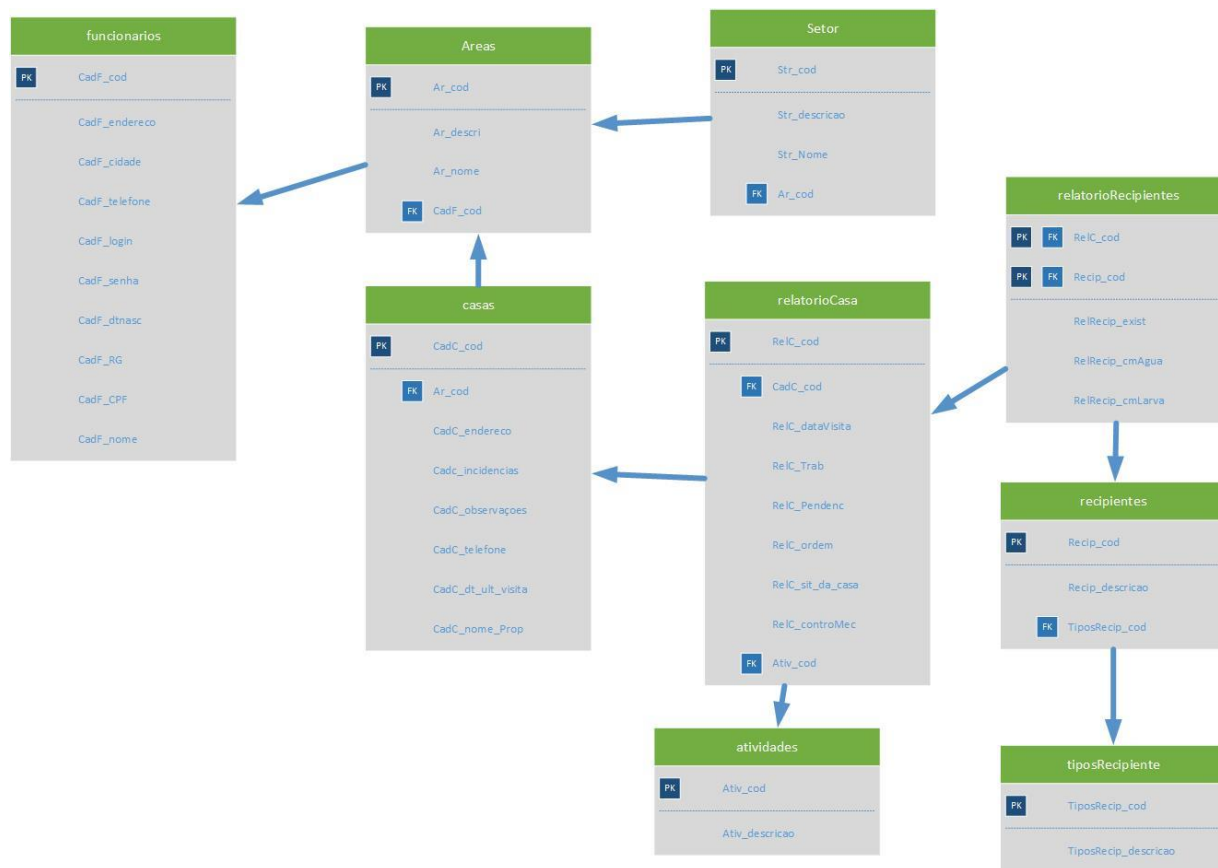 funcionarios
PK CadF_cod
CadF_endereco
CadF_cidade
CadF_telefone
CadF_login
CadF_senha
CadF_dtnasc
CadF_RG
CadF_CPF
CadF_nome
Areas
PK Ar_cod
Ar_descri
Ar_nome
FK CadF_cod
Setor
PK Str_cod
Str_descricao
Str_Nome
FK Ar_cod
casas
PK CadC_cod
FK Ar_cod
CadC_endereco
Cadc_incidencias
CadC_observaçoes
CadC_telefone
CadC_dt_ult_visita
CadC_nome_Prop
relatorioCasa
PK RelC_cod
FK CadC_cod
RelC_dataVisita
RelC_Trab
RelC_Pendenc
RelC_ordem
RelC_sit_da_casa
RelC_controMec
FK Ativ_cod
relatorioRecipientes
PK FK RelC_cod
PK FK Recip_cod
RelRecip_exist
RelRecip_cmAgua
RelRecip_cmLarva
recipientes
PK Recip_cod
Recip_descricao
FK TiposRecip_cod
atividades
PK Ativ_cod
Ativ_descricao
tiposRecipiente
PK TiposRecip_cod
TiposRecip_descricao